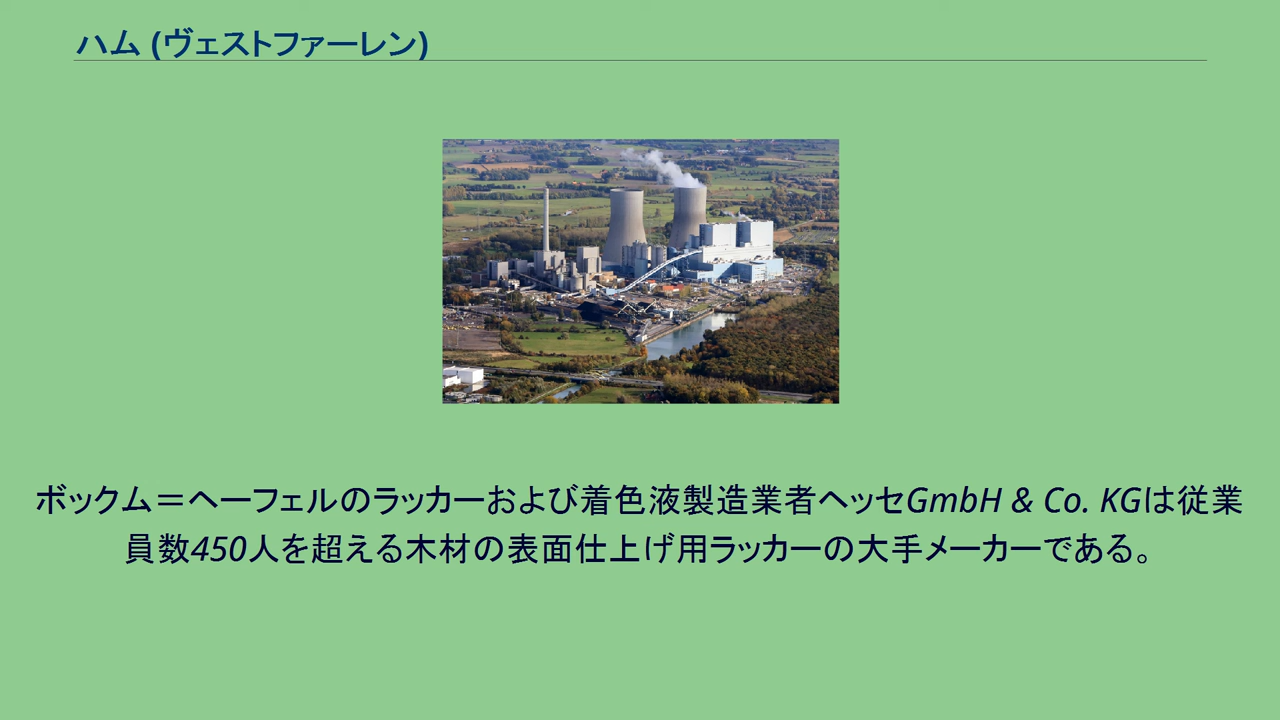 ハム (ヴェストファーレン)
ボックム＝ヘーフェルのラッカーおよび着色液製造業者ヘッセGmbH & Co. KGは従業
員数450人を超える木材の表面仕上げ用ラッカーの大手メーカーである。